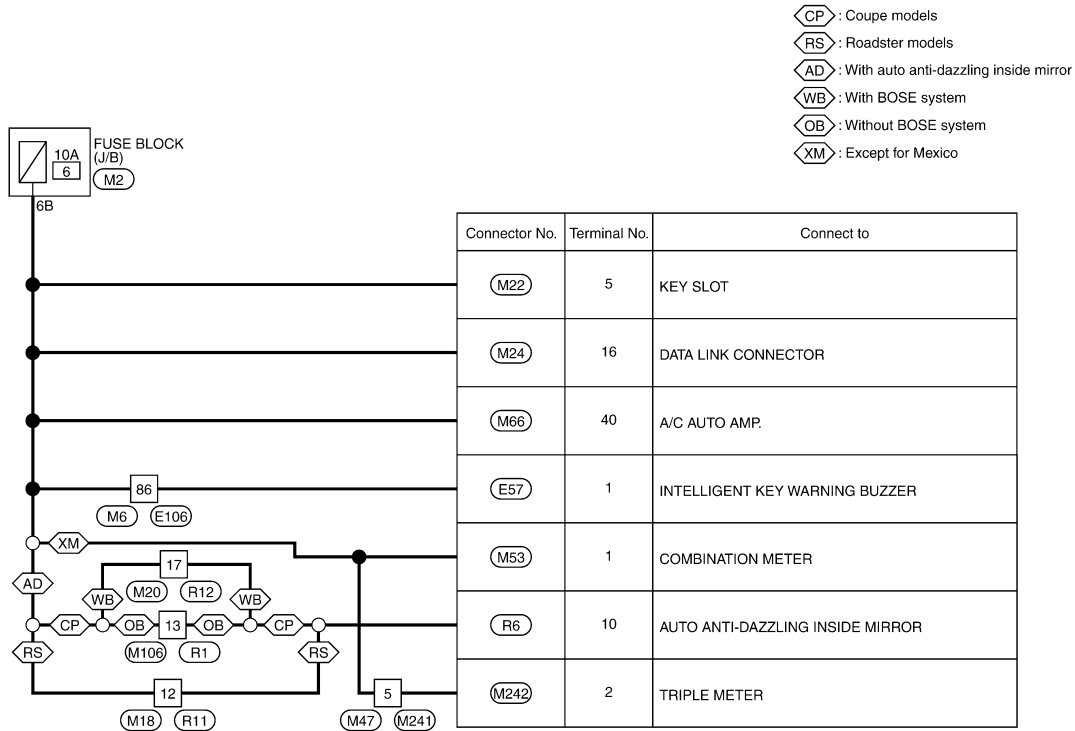 CP : Coupe models
RS : Roadster models
AD : With auto anti-dazzling inside mirror
WB : With BOSE system
OB : Without BOSE system
XM : Except for Mexico
10A
6
FUSE BLOCK
(J/B)
M2
6B
Connector No. Terminal No. Connect to
M22 5 KEY SLOT
M24 16 DATA LINK CONNECTOR
M66 40 A/C AUTO AMP.
86
M6 E106
E57 1 INTELLIGENT KEY WARNING BUZZER
XM
M53 1 COMBINATION METER
17
AD
WB M20 R12 WB
CP OB 13 OB CP
R6 10 AUTO ANTI-DAZZLING INSIDE MIRROR
RS M106 R1 RS
12
5
M242 2 TRIPLE METER
M18 R11
M47 M241